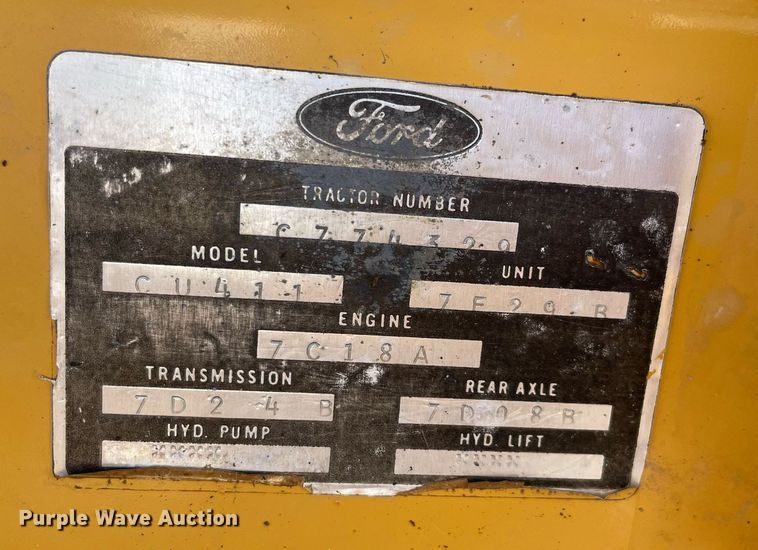 Ford
TRACTOR NUMBER
C774329
MODEL
UNIT
CU411
7E29B
ENGINE
7C18A
TRANSMISSION
REAR AXLE
7D24B
7D08B
HYD. PUMP
HYD. LIFT
Purple Wave Auction